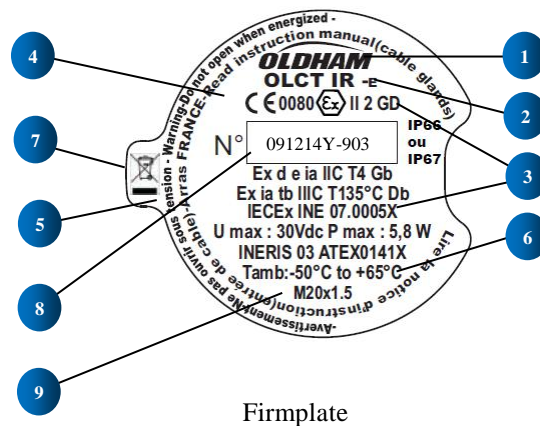 -Avertissement-Ne pas ouvrir sous tension - Warning-Do not open when energized -
Arras FRANCE-Read instruction manual(cable glands)
Lire la notice d'instruction(entrée de cable)-
OLDHAM
OLCT IR -E
CE0080 Ex II 2 GD
N° 091214Y-903
IP66
ou
IP67
Ex d e ia IIC T4 Gb
Ex ia tb IIIC T135°C Db
IECEx INE 07.0005X
U max : 30Vdc P max : 5,8 W
INERIS 03 ATEX0141X
Tamb:-50°C to +65°C
M20x1.5
1
2
3
4
5
6
7
8
9
Firmplate